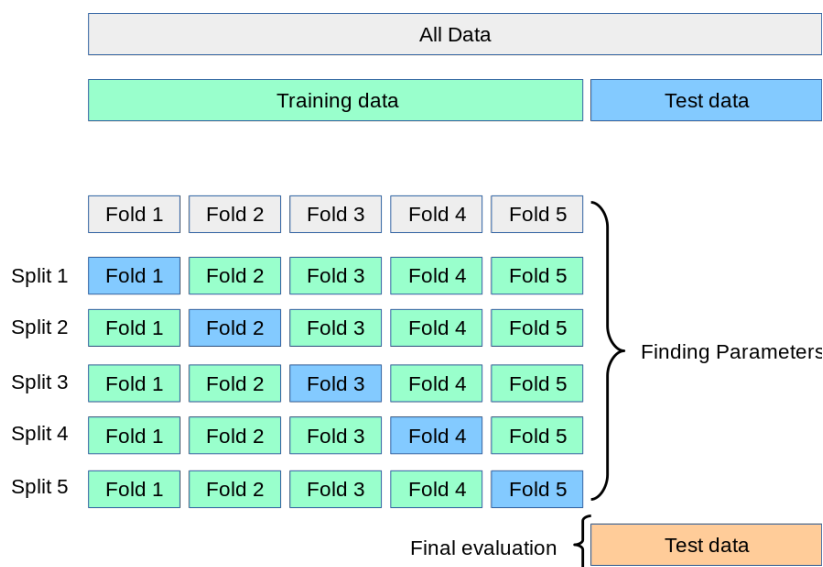 All Data
Training data Test data
Fold 1 Fold 2 Fold 3 Fold 4 Fold 5
Split 1 Fold 1 Fold 2 Fold 3 Fold 4 Fold 5
Split 2 Fold 1 Fold 2 Fold 3 Fold 4 Fold 5
Finding Parameters
Split 3 Fold 1 Fold 2 Fold 3 Fold 4 Fold 5
Split 4 Fold 1 Fold 2 Fold 3 Fold 4 Fold 5
Split 5 Fold 1 Fold 2 Fold 3 Fold 4 Fold 5
Final evaluation Test data